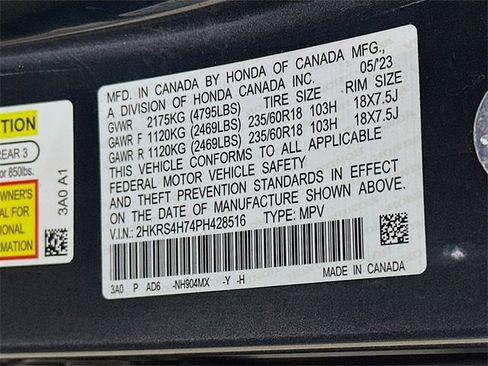 MFD. IN CANADA BY HONDA OF CANADA MFG.,
A DIVISION OF HONDA CANADA INC. 05/23
GVWR 2175KG (4795LBS) TIRE SIZE RIM SIZE
GAWR F 1120KG (2469LBS) 235/60R18 103H 18X7.5J
GAWR R 1120KG (2469LBS) 235/60R18 103H 18X7.5J
THIS VEHICLE CONFORMS TO ALL APPLICABLE
FEDERAL MOTOR VEHICLE SAFETY
AND THEFT PREVENTION STANDARDS IN EFFECT
ON THE DATE OF MANUFACTURE SHOWN ABOVE.
V.I.N.: 2HKRS4H74PH428516 TYPE: MPV
3A0 P AD6 -NH904MX -Y -H
MADE IN CANADA
REAR 3
or 850lbs.
OWNER'S
AL FOR
IONAL
RMATION
3A0 A1